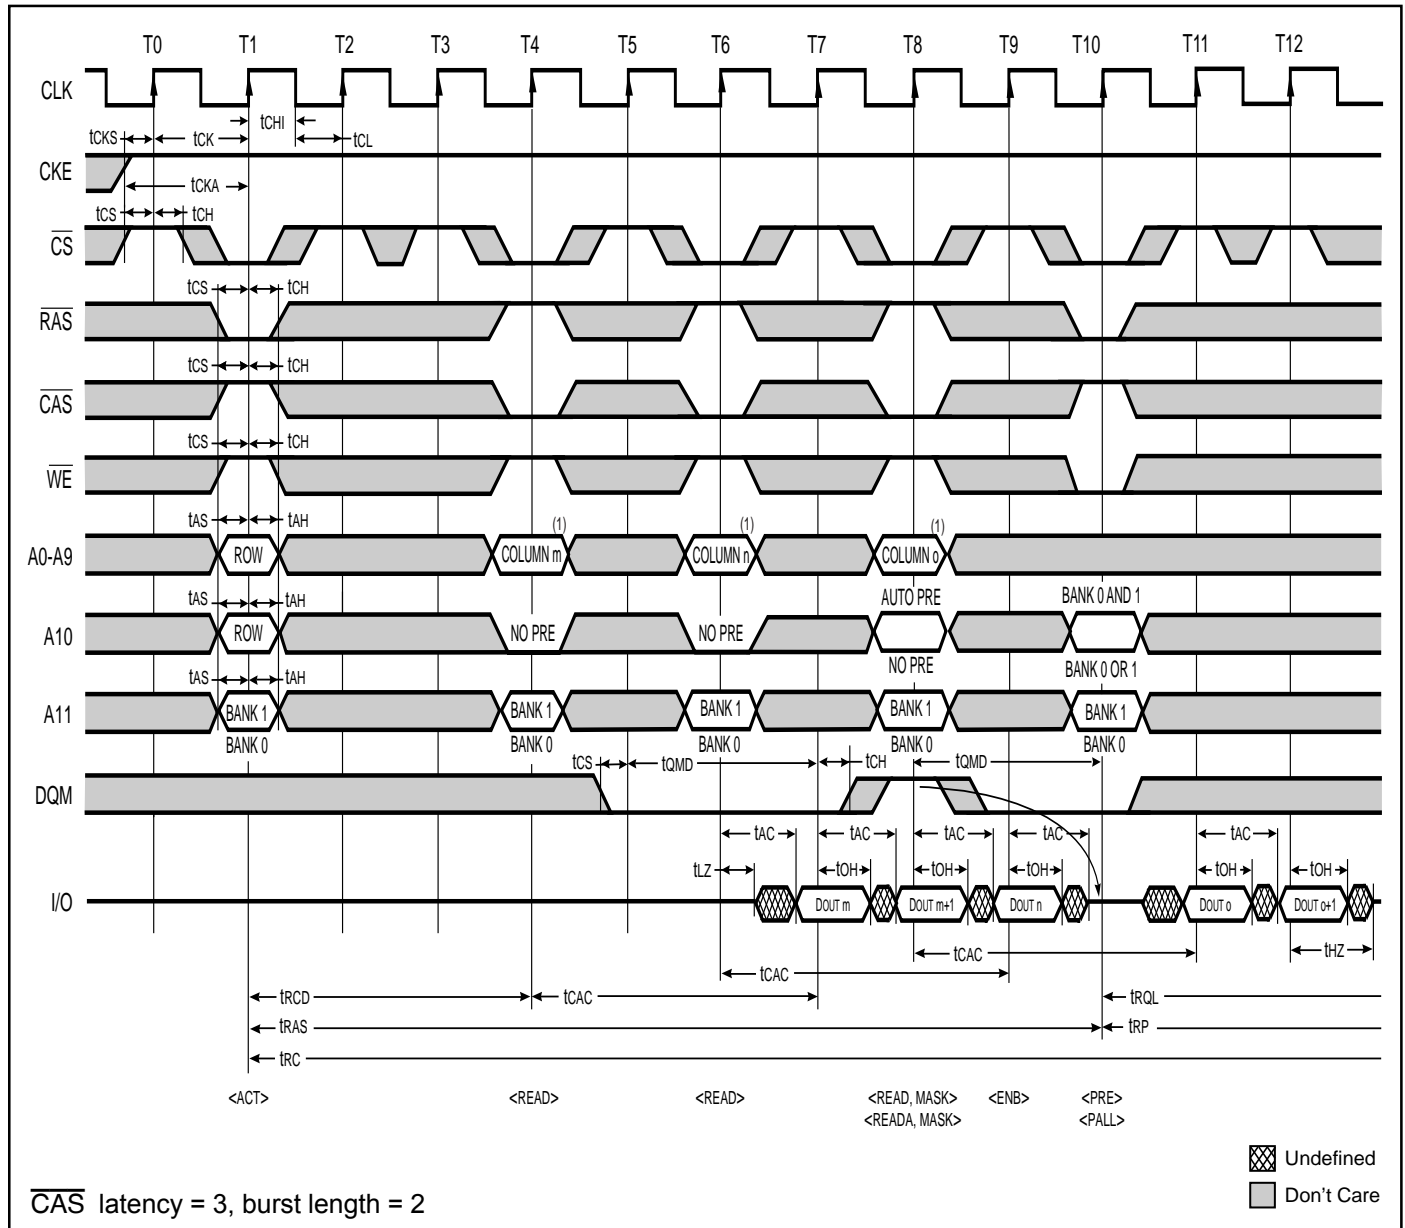 T0 T1 T2 T3 T4 T5 T6 T7 T8 T9 T10 T11 T12
CLK
tCHI
tCKS tCK tCL
CKE
tCKA
tCS tCH
CS
tCS tCH
RAS
tCS tCH
CAS
tCS tCH
WE
tAS tAH (1) (1) (1)
A0-A9 ROW COLUMN m COLUMN n COLUMN o
tAS tAH AUTO PRE BANK 0 AND 1
A10 ROW NO PRE NO PRE
NO PRE BANK 0 OR 1
tAS tAH
A11 BANK 1 BANK 1 BANK 1 BANK 1 BANK 1
BANK 0 BANK 0 BANK 0 BANK 0 BANK 0
tCS tQMD tCH tQMD
DQM
tAC tAC tAC tAC tAC
tLZ tOH tOH tOH tOH tOH
I/O DOUT m DOUT m+1 DOUT n DOUT o DOUT o+1
tCAC tHZ
tCAC
tRCD tCAC tRQL
tRAS tRP
tRC
<ACT> <READ> <READ> <READ, MASK> <ENB> <PRE>
<READA, MASK> <PALL>
Undefined
Don't Care
CAS latency = 3, burst length = 2